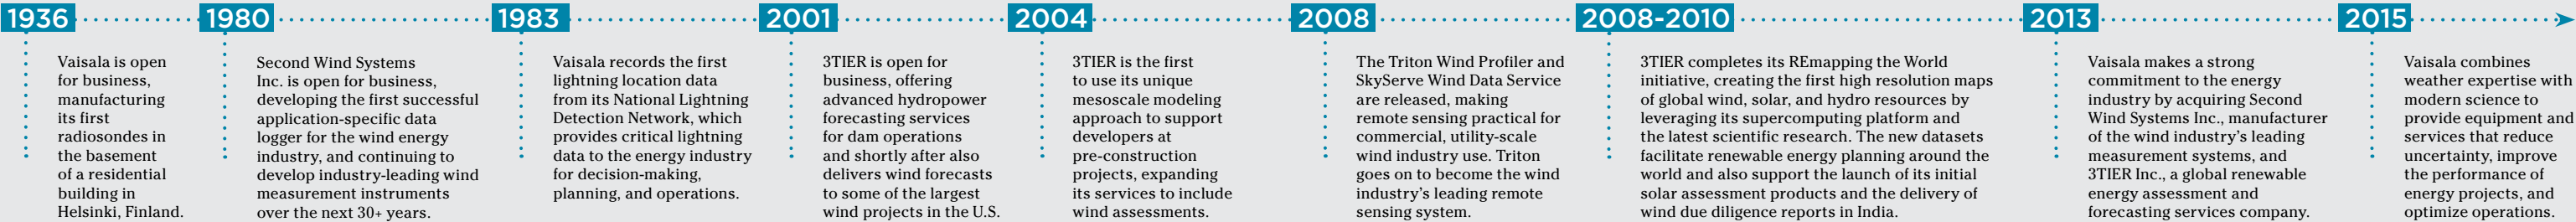 1936
Vaisala is open
for business,
manufacturing
its first
radiosondes in
the basement
of a residential
building in
Helsinki, Finland.
1980
Second Wind Systems
Inc. is open for business,
developing the first successful
application-specific data
logger for the wind energy
industry, and continuing to
develop industry-leading wind
measurement instruments
over the next 30+ years.
1983
Vaisala records the first
lightning location data
from its National Lightning
Detection Network, which
provides critical lightning
data to the energy industry
for decision-making,
planning, and operations.
2001
3TIER is open for
business, offering
advanced hydropower
forecasting services
for dam operations
and shortly after also
delivers wind forecasts
to some of the largest
wind projects in the U.S.
2004
3TIER is the first
to use its unique
mesoscale modeling
approach to support
developers at
pre-construction
projects, expanding
its services to include
wind assessments.
2008
The Triton Wind Profiler and
SkyServe Wind Data Service
are released, making
remote sensing practical for
commercial, utility-scale
wind industry use. Triton
goes on to become the wind
industry's leading remote
sensing system.
2008-2010
3TIER completes its REmapping the World
initiative, creating the first high resolution maps
of global wind, solar, and hydro resources by
leveraging its supercomputing platform and
the latest scientific research. The new datasets
facilitate renewable energy planning around the
world and also support the launch of its initial
solar assessment products and the delivery of
wind due diligence reports in India.
2013
Vaisala makes a strong
commitment to the energy
industry by acquiring Second
Wind Systems Inc., manufacturer
of the wind industry's leading
measurement systems, and
3TIER Inc., a global renewable
energy assessment and
forecasting services company.
2015
Vaisala combines
weather expertise with
modern science to
provide equipment and
services that reduce
uncertainty, improve
the performance of
energy projects, and
optimize operations.